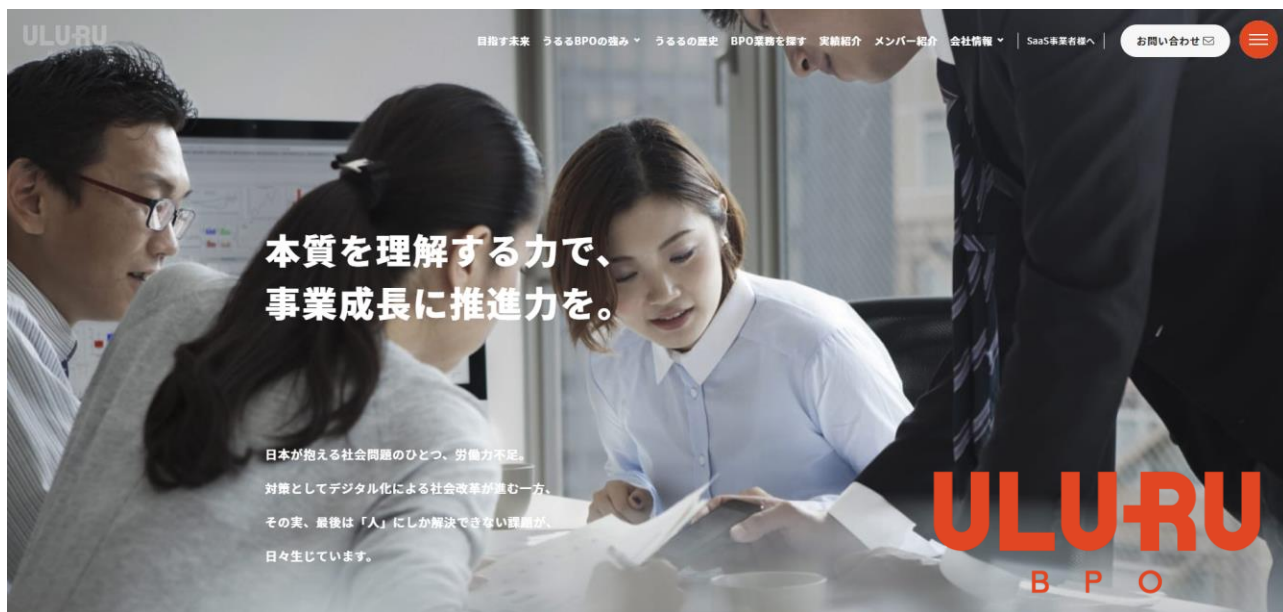 ULURU
目指す未来 うるるBPOの強み うるるの歴史 BPO業務を探す 実績紹介 メンバー紹介 会社情報 SaaS事業者様へ お問い合わせ
本質を理解する力で、
事業成長に推進力を。
日本が抱える社会問題のひとつ、労働力不足。
対策としてデジタル化による社会改革が進む一方、
その実、最後は「人」にしか解決できない課題が、
日々生じています。
ULURU
BPO